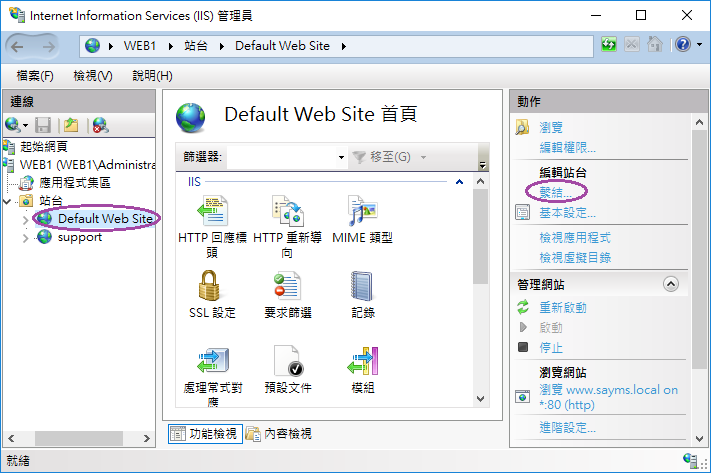 Internet Information Services (IIS) 管理員
WEB1 站台 Default Web Site
檔案(F) 檢視(V) 說明(H)
連線
起始網頁
WEB1 (WEB1\Administra
應用程式集區
站台
Default Web Site
support
Default Web Site 首頁
篩選器: 移至(G)
IIS
HTTP 回應標
頭
HTTP 重新導
向
MIME 類型
SSL 設定
要求篩選
記錄
處理常式對
應
預設文件
模組
功能檢視 內容檢視
動作
瀏覽
編輯權限...
編輯站台
繫結...
基本設定...
檢視應用程式
檢視虛擬目錄
管理網站
重新啟動
啟動
停止
瀏覽網站
瀏覽 www.sayms.local on
*:80 (http)
進階設定...
就緒